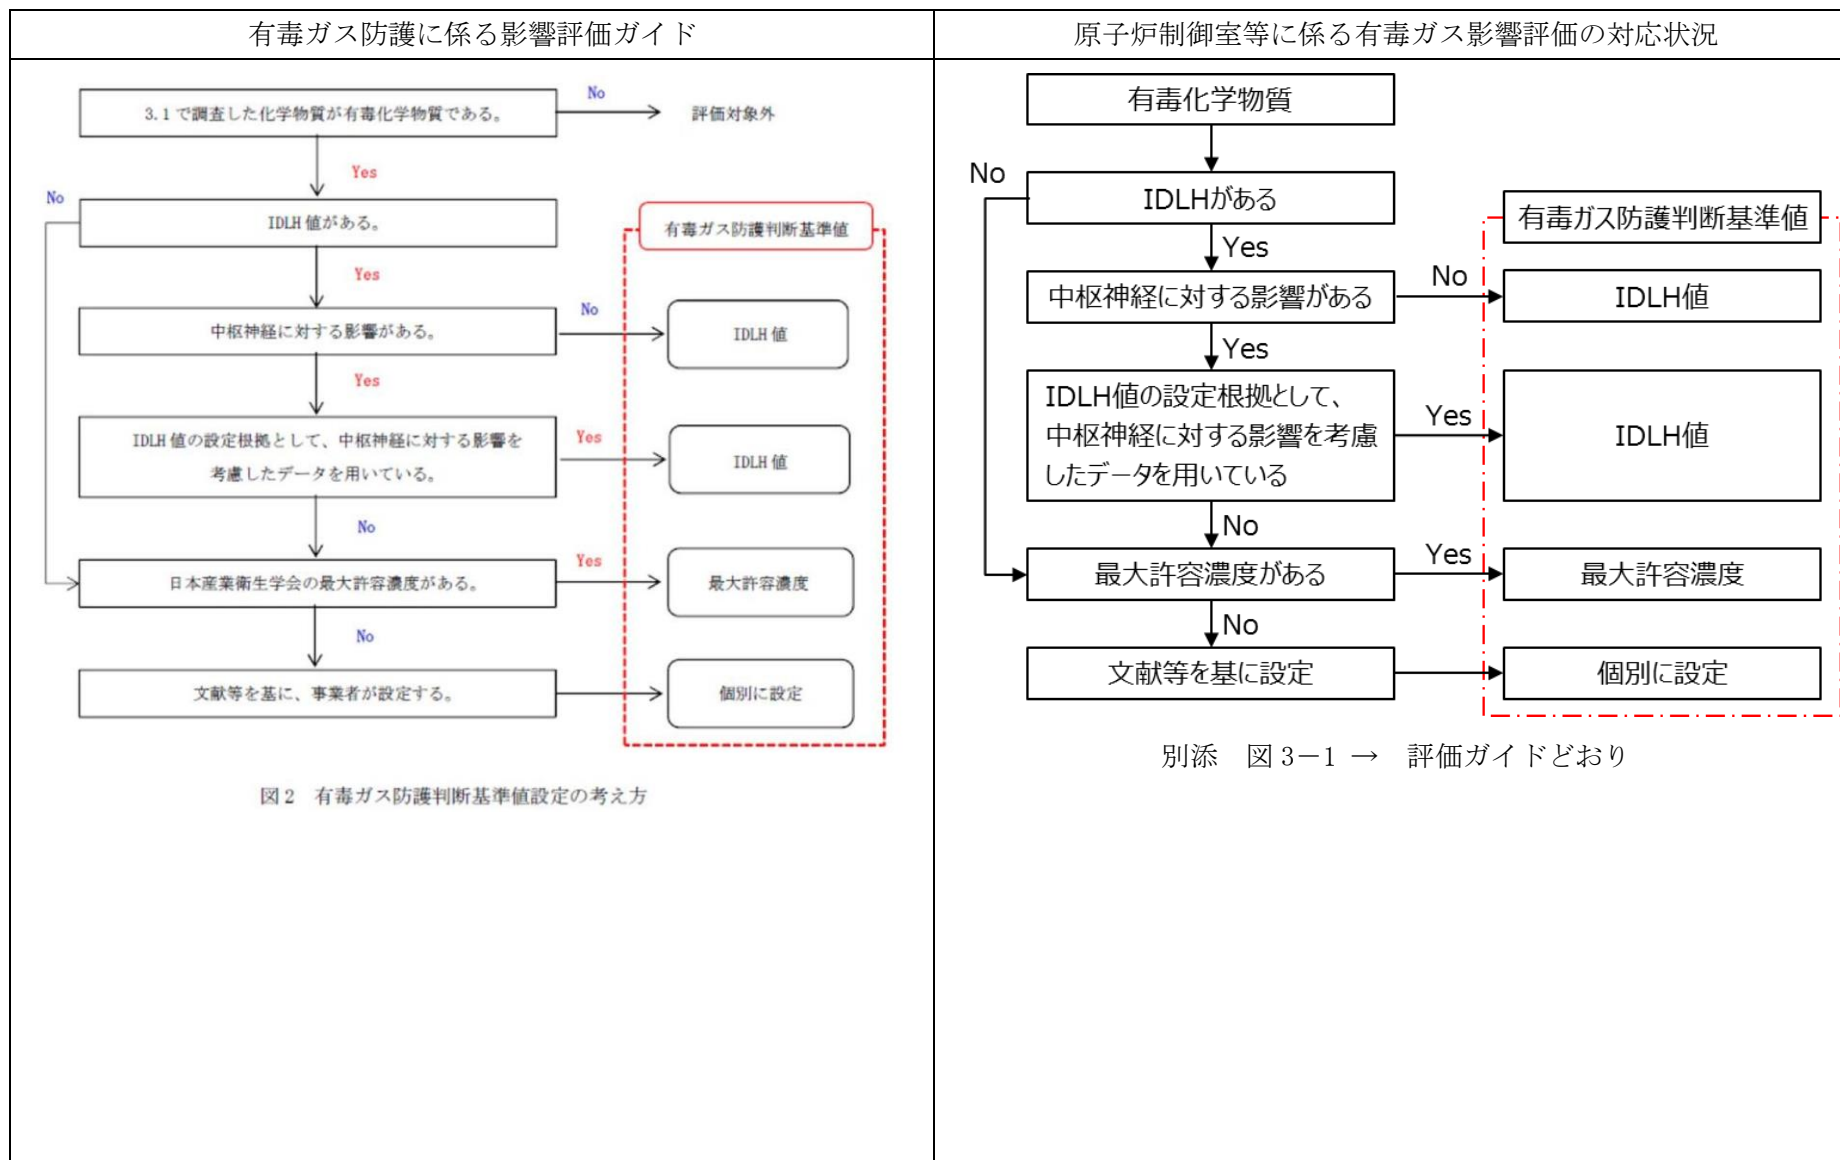 有毒ガス防護に係る影響評価ガイド
3.1で調査した化学物質が有毒化学物質である。
No
評価対象外
Yes
No
IDLH 値がある。
有毒ガス防護判断基準値
Yes
中枢神経に対する影響がある。
No
IDLH 値
Yes
IDLH 値の設定根拠として、中枢神経に対する影響を
考慮したデータを用いている。
Yes
IDLH 値
No
日本産業衛生学会の最大許容濃度がある。
Yes
最大許容濃度
No
文献等を基に、事業者が設定する。
個別に設定
図2 有毒ガス防護判断基準値設定の考え方
原子炉制御室等に係る有毒ガス影響評価の対応状況
有毒化学物質
No
IDLHがある
有毒ガス防護判断基準値
Yes
中枢神経に対する影響がある
No
IDLH値
Yes
IDLH値の設定根拠として、
中枢神経に対する影響を考慮
したデータを用いている
Yes
IDLH値
No
最大許容濃度がある
Yes
最大許容濃度
No
文献等を基に設定
個別に設定
別添 図 3－1 → 評価ガイドどおり